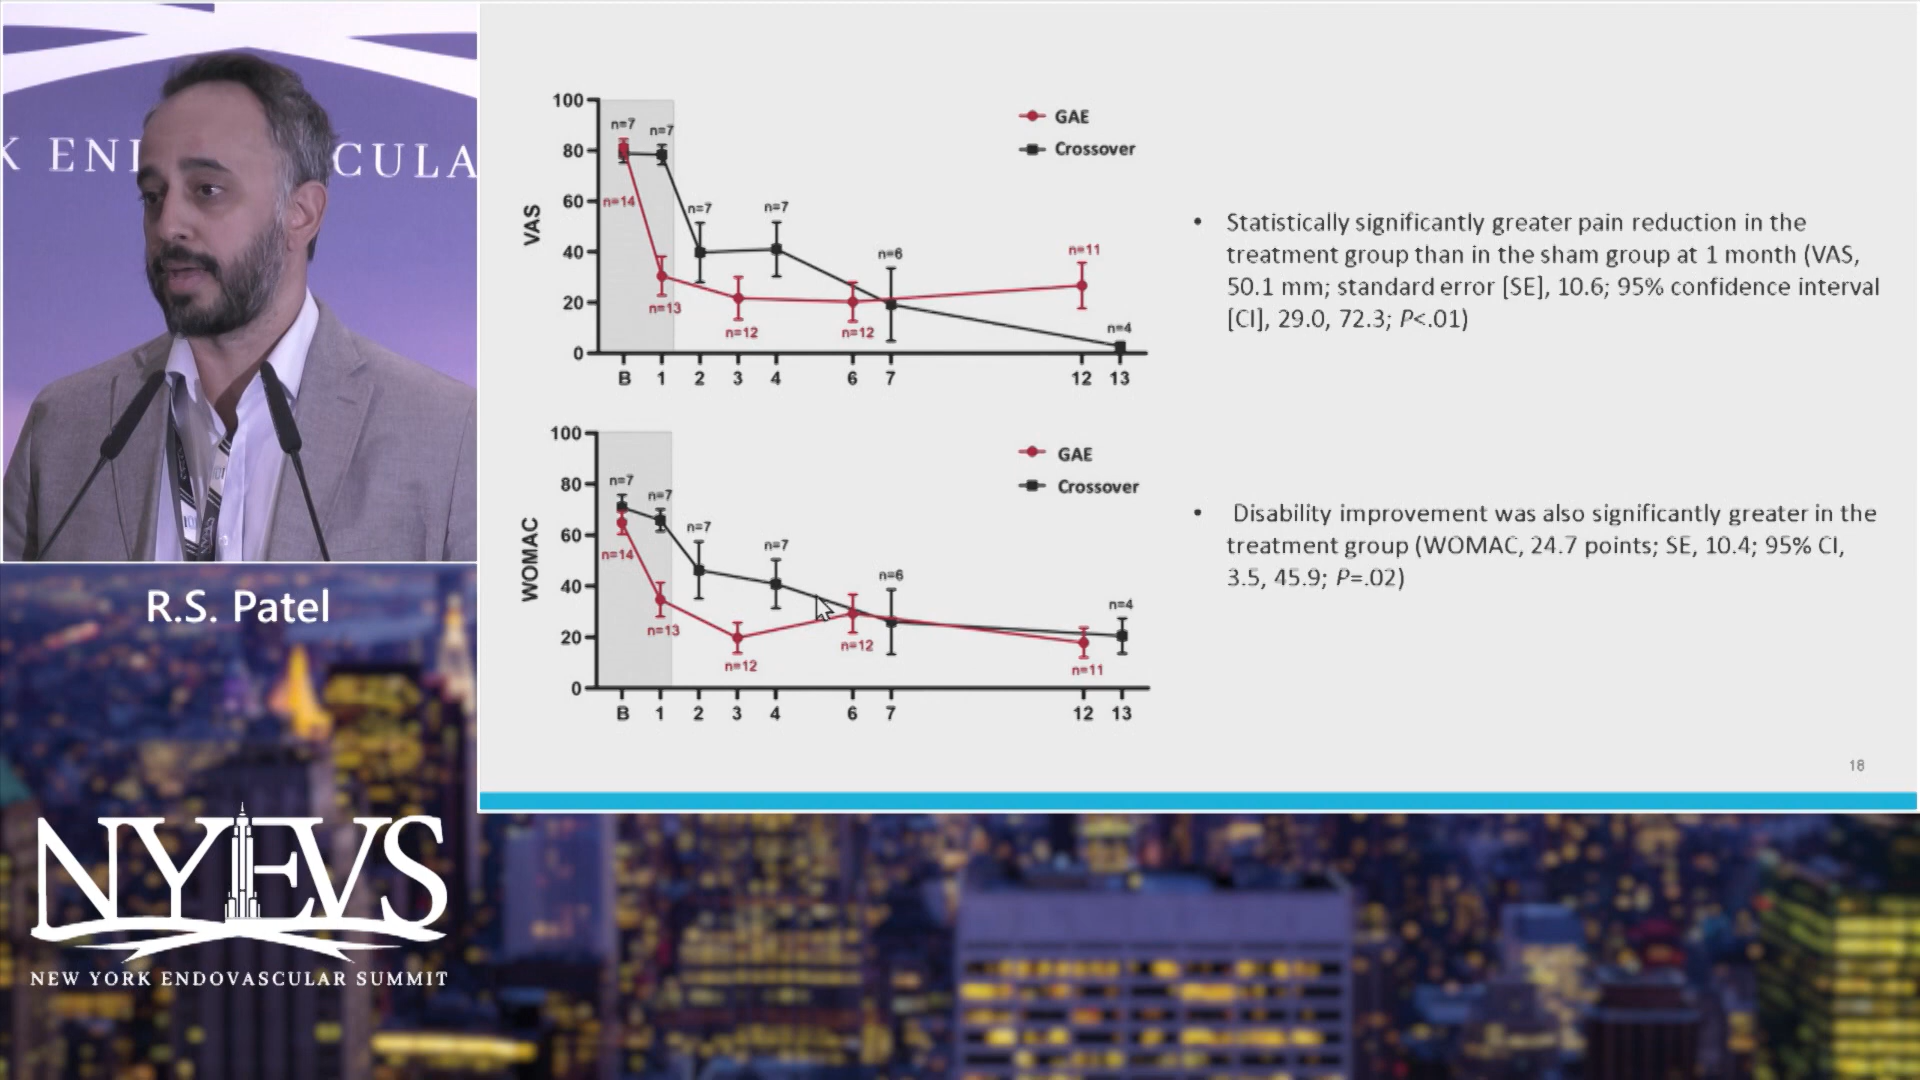 K EN
CULA
R.S. Patel
NYEVS
NEW YORK ENDOVASCULAR SUMMIT
100
80
60
40
20
0
VAS
n=7
n=7
n=14
n=7
n=7
n=13
n=12
n=12
n=6
n=11
n=4
GAE
Crossover
B 1 2 3 4 6 7 12 13
100
80
60
40
20
0
WOMAC
n=7
n=7
n=14
n=7
n=7
n=13
n=12
n=12
n=6
n=11
n=4
GAE
Crossover
B 1 2 3 4 6 7 12 13
• Statistically significantly greater pain reduction in the
treatment group than in the sham group at 1 month (VAS,
50.1 mm; standard error [SE], 10.6; 95% confidence interval
[CI], 29.0, 72.3; P<.01)
• Disability improvement was also significantly greater in the
treatment group (WOMAC, 24.7 points; SE, 10.4; 95% CI,
3.5, 45.9; P=.02)
18